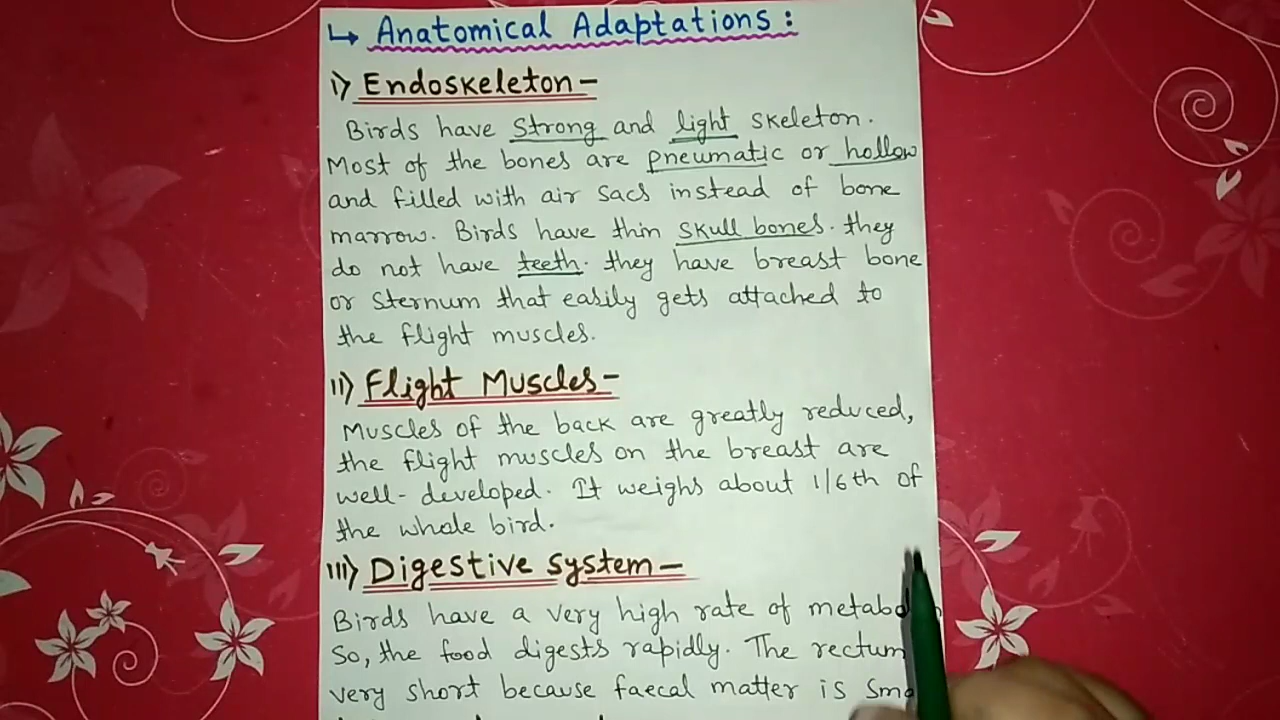 ↳ Anatomical Adaptations :
i) Endoskeleton -
Birds have strong and light skeleton.
Most of the bones are pneumatic or hollow
and filled with air sacs instead of bone
marrow. Birds have thin skull bones. they
do not have teeth. they have breast bone
or sternum that easily gets attached to
the flight muscles.
ii) Flight Muscles -
Muscles of the back are greatly reduced,
the flight muscles on the breast are
well-developed. It weighs about 1/6th of
the whole bird.
iii) Digestive system -
Birds have a very high rate of
So, the food digests rapidly. The rectum
very short because faecal matter is